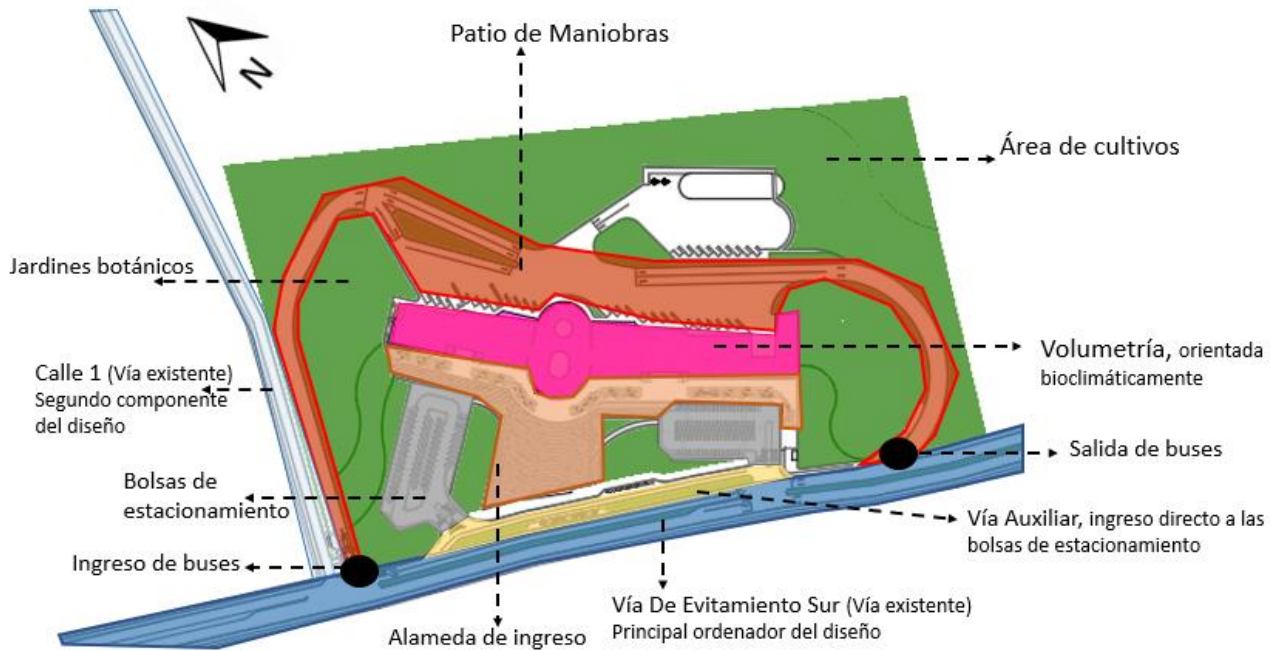 Patio de Maniobras
N
Área de cultivos
Jardines botánicos
Volumetría, orientada
bioclimáticamente
Calle 1 (Vía existente)
Segundo componente
del diseño
Salida de buses
Bolsas de
estacionamiento
Vía Auxiliar, ingreso directo a las
bolsas de estacionamiento
Ingreso de buses
Vía De Evitamiento Sur (Vía existente)
Principal ordenador del diseño
Alameda de ingreso